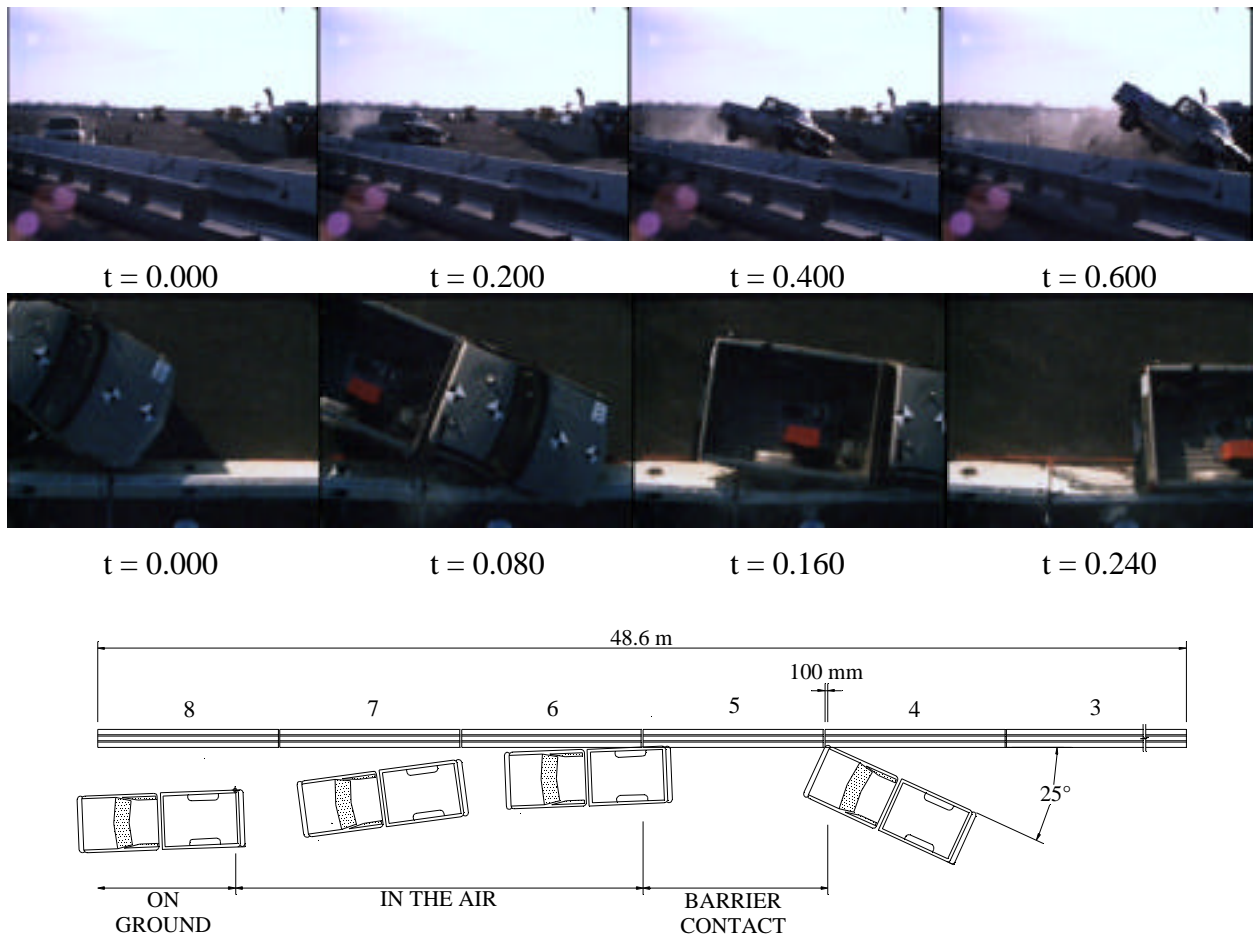 t = 0.000 t = 0.200 t = 0.400 t = 0.600
t = 0.000 t = 0.080 t = 0.160 t = 0.240
48.6 m
100 mm
8 7 6 5 4 3
25°
ON
GROUND
IN THE AIR
BARRIER
CONTACT